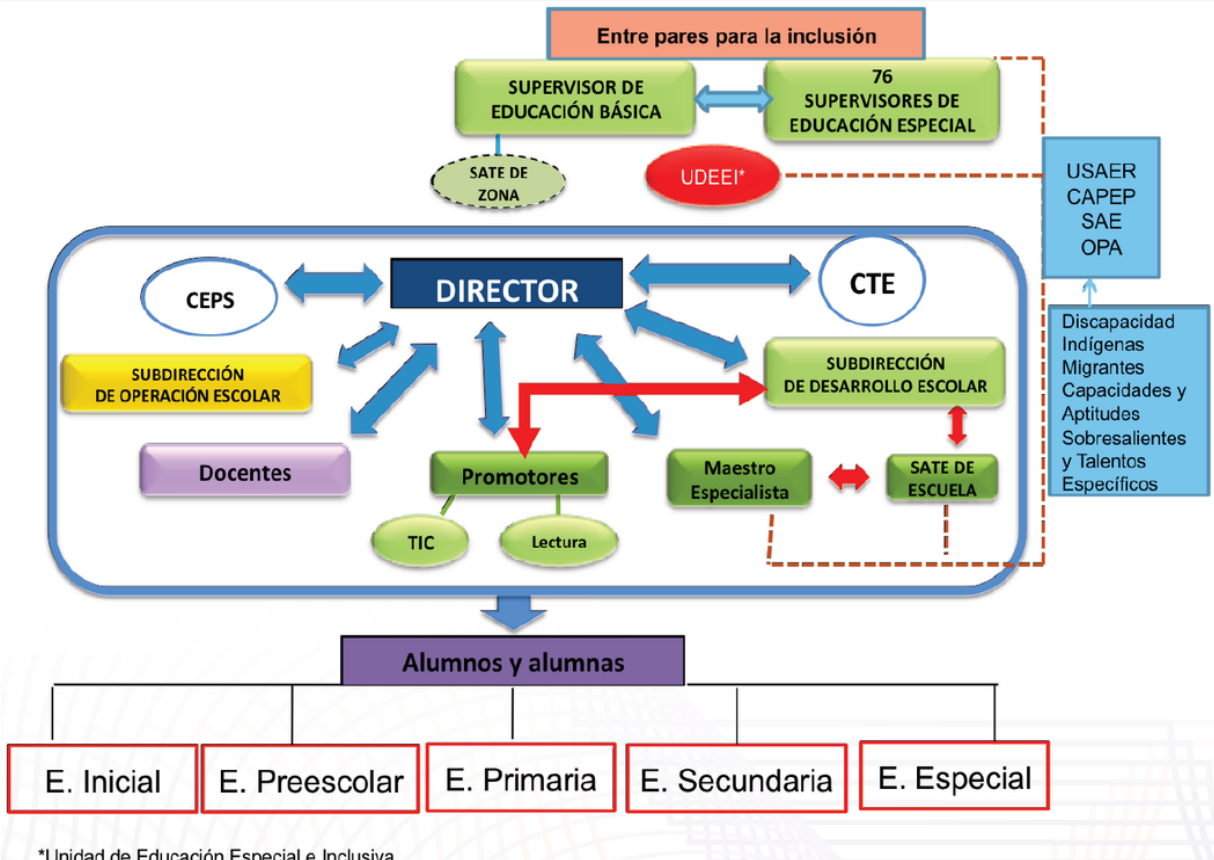 Entre pares para la inclusión
SUPERVISOR DE
EDUCACIÓN BÁSICA
76
SUPERVISORES DE
EDUCACIÓN ESPECIAL
SATE DE
ZONA
UDEEI*
USAER
CAPEP
SAE
OPA
CEPS
DIRECTOR
CTE
Discapacidad
Indígenas
Migrantes
Capacidades y
Aptitudes
Sobresalientes
y Talentos
Específicos
SUBDIRECCIÓN
DE OPERACIÓN ESCOLAR
SUBDIRECCIÓN
DE DESARROLLO ESCOLAR
Docentes
Promotores
Maestro
Especialista
SATE DE
ESCUELA
TIC
Lectura
Alumnos y alumnas
E. Inicial
E. Preescolar
E. Primaria
E. Secundaria
E. Especial
*Unidad de Educación Especial e Inclusiva